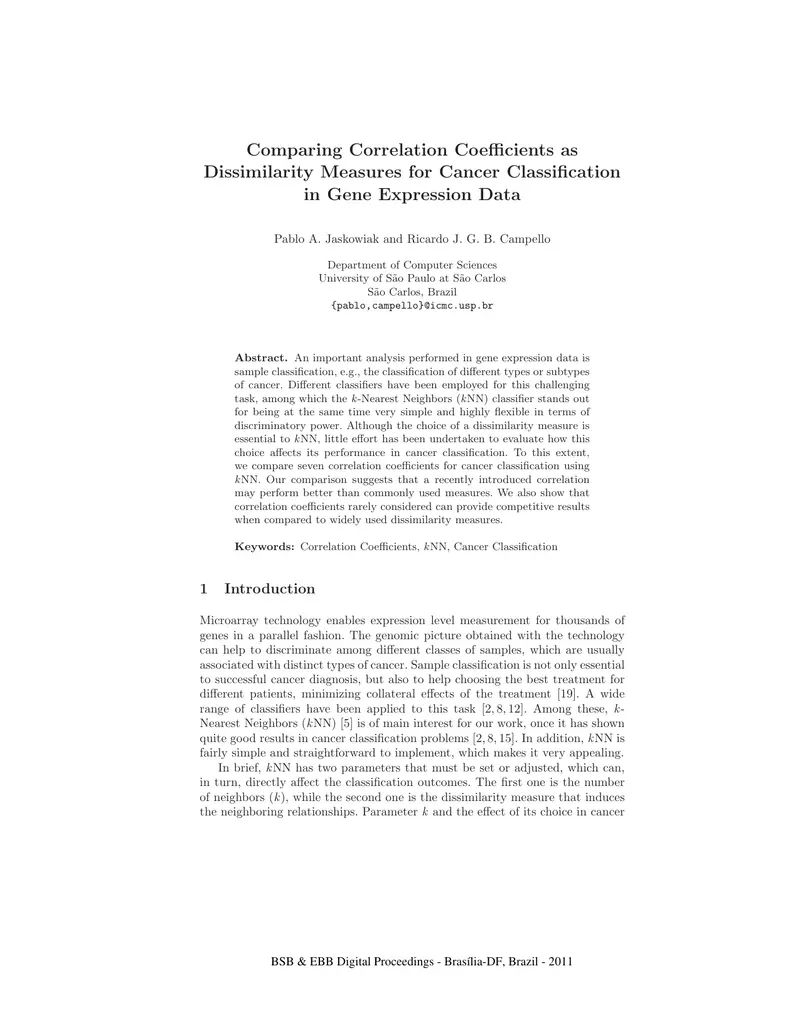 Comparing Correlation Coefficients as
Dissimilarity Measures for Cancer Classification
in Gene Expression Data
Pablo A. Jaskowiak and Ricardo J. G. B. Campello
Department of Computer Sciences
University of São Paulo at São Carlos
São Carlos, Brazil
{pablo,campello}@icmc.usp.br
Abstract. An important analysis performed in gene expression data is
sample classification, e.g., the classification of different types or subtypes
of cancer. Different classifiers have been employed for this challenging
task, among which the k-Nearest Neighbors (kNN) classifier stands out
for being at the same time very simple and highly flexible in terms of
discriminatory power. Although the choice of a dissimilarity measure is
essential to kNN, little effort has been undertaken to evaluate how this
choice affects its performance in cancer classification. To this extent,
we compare seven correlation coefficients for cancer classification using
kNN. Our comparison suggests that a recently introduced correlation
may perform better than commonly used measures. We also show that
correlation coefficients rarely considered can provide competitive results
when compared to widely used dissimilarity measures.
Keywords: Correlation Coefficients, kNN, Cancer Classification
1 Introduction
Microarray technology enables expression level measurement for thousands of
genes in a parallel fashion. The genomic picture obtained with the technology
can help to discriminate among different classes of samples, which are usually
associated with distinct types of cancer. Sample classification is not only essential
to successful cancer diagnosis, but also to help choosing the best treatment for
different patients, minimizing collateral effects of the treatment [19]. A wide
range of classifiers have been applied to this task [2, 8, 12]. Among these, k-
Nearest Neighbors (kNN) [5] is of main interest for our work, once it has shown
quite good results in cancer classification problems [2, 8, 15]. In addition, kNN is
fairly simple and straightforward to implement, which makes it very appealing.
In brief, kNN has two parameters that must be set or adjusted, which can,
in turn, directly affect the classification outcomes. The first one is the number
of neighbors (k), while the second one is the dissimilarity measure that induces
the neighboring relationships. Parameter k and the effect of its choice in cancer
BSB & EBB Digital Proceedings - Brasília-DF, Brazil - 2011